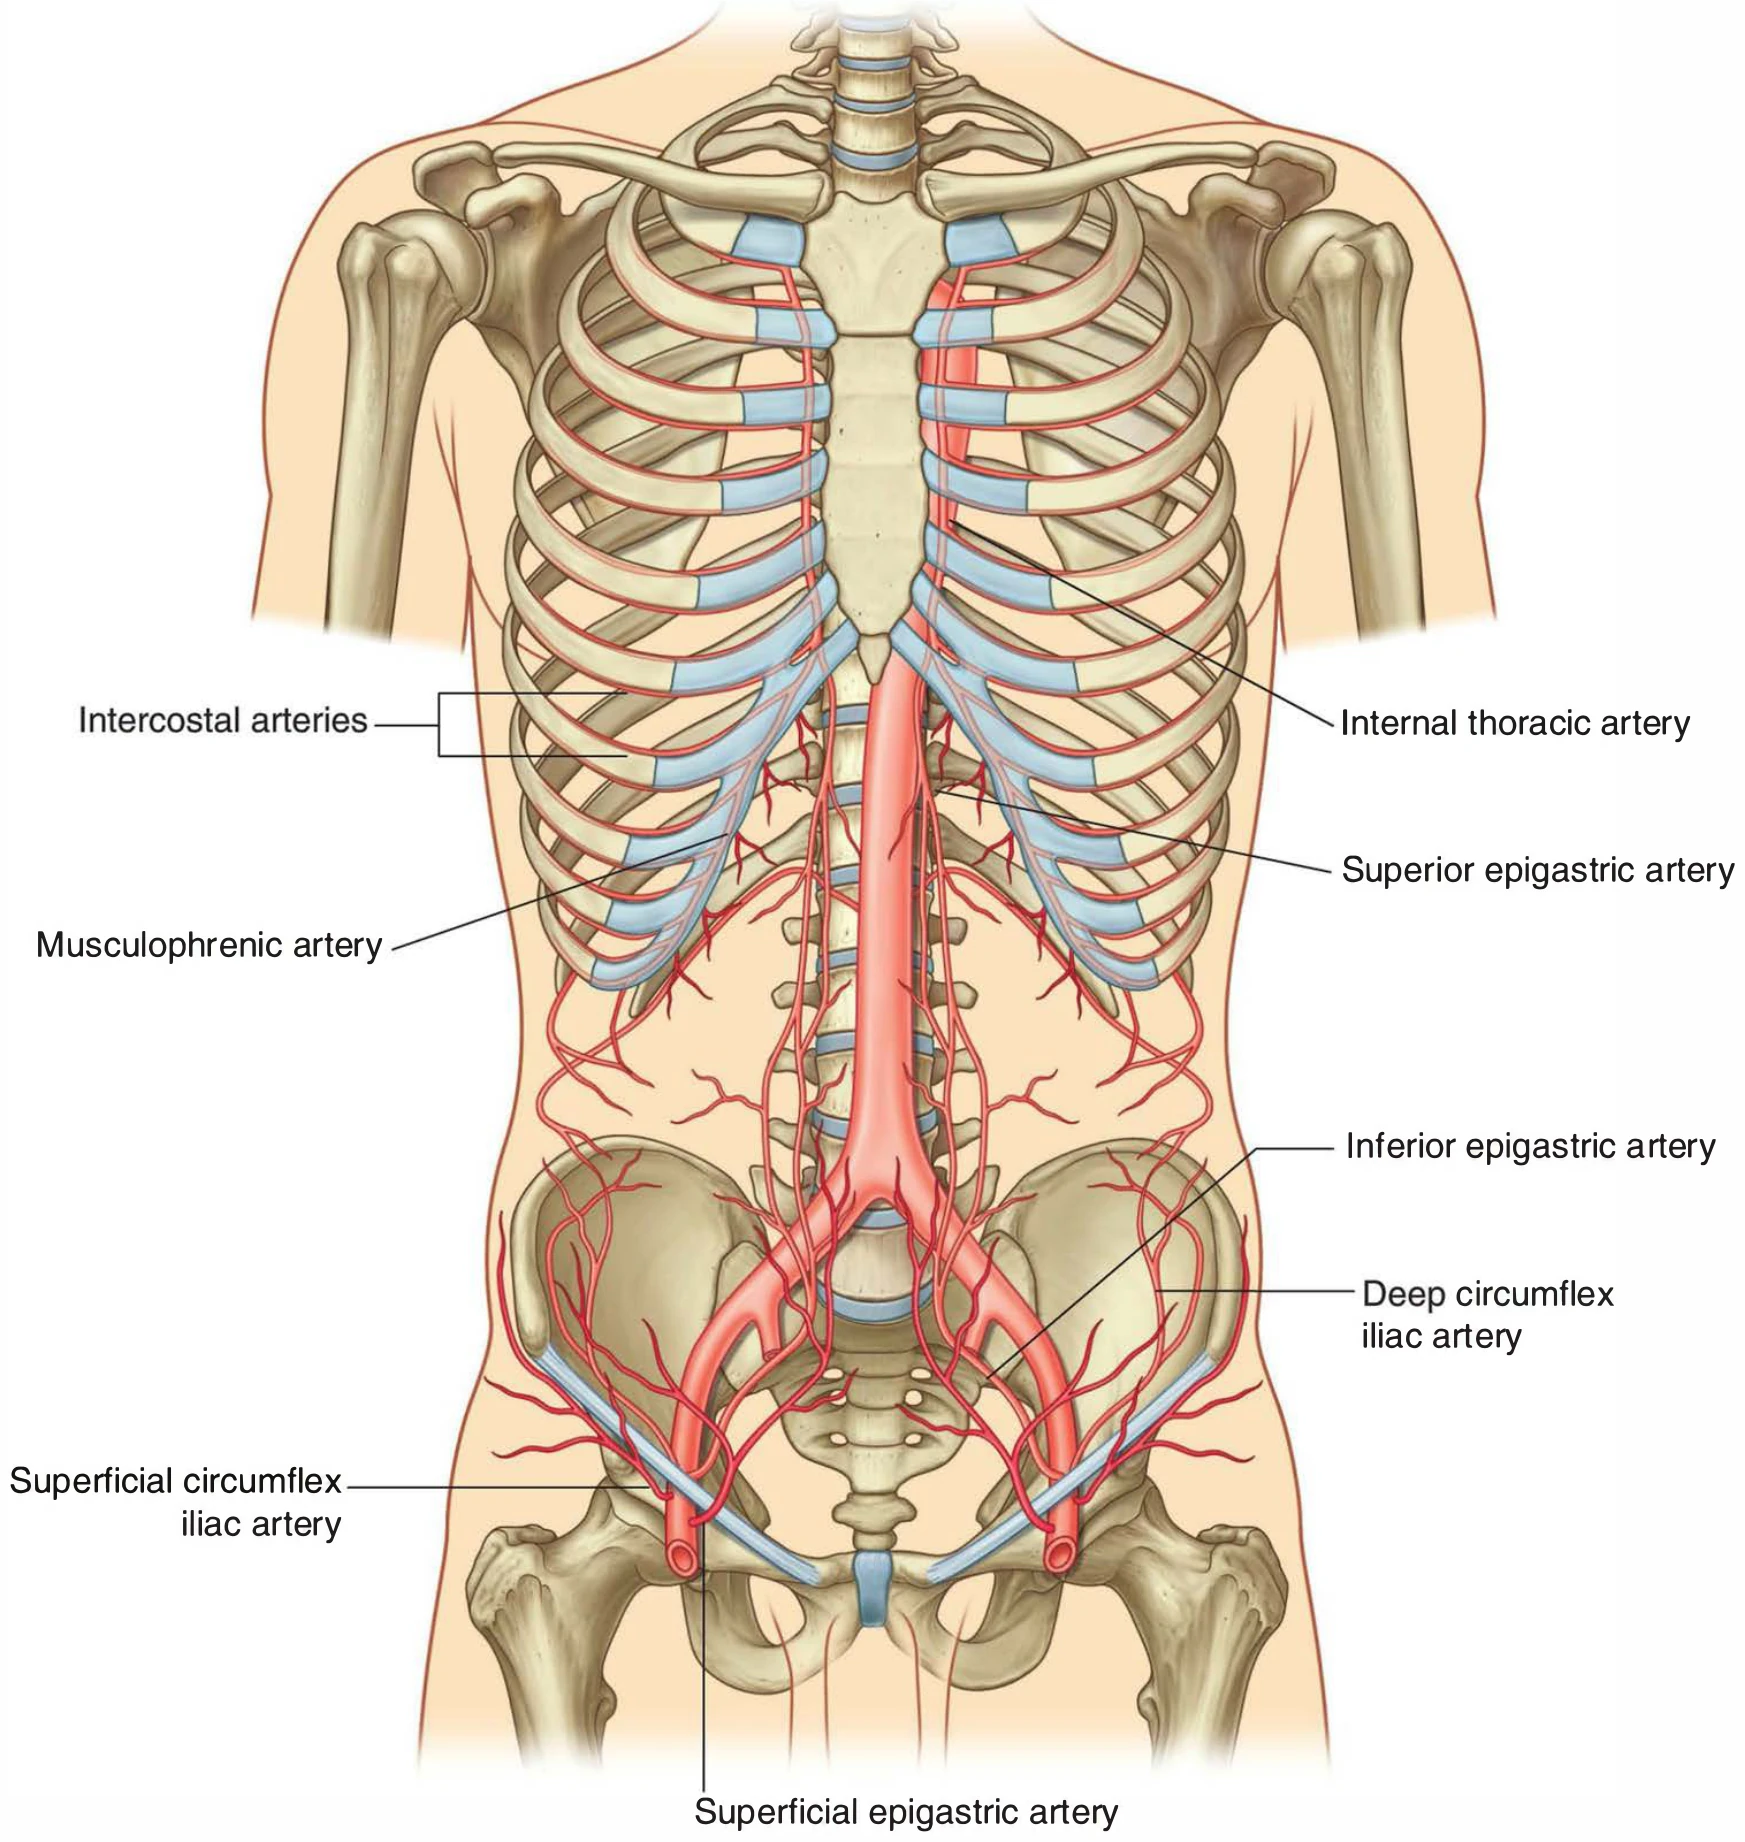 Intercostal arteries
Internal thoracic artery
Superior epigastric artery
Musculophrenic artery
Inferior epigastric artery
Deep circumflex
iliac artery
Superficial circumflex
iliac artery
Superficial epigastric artery